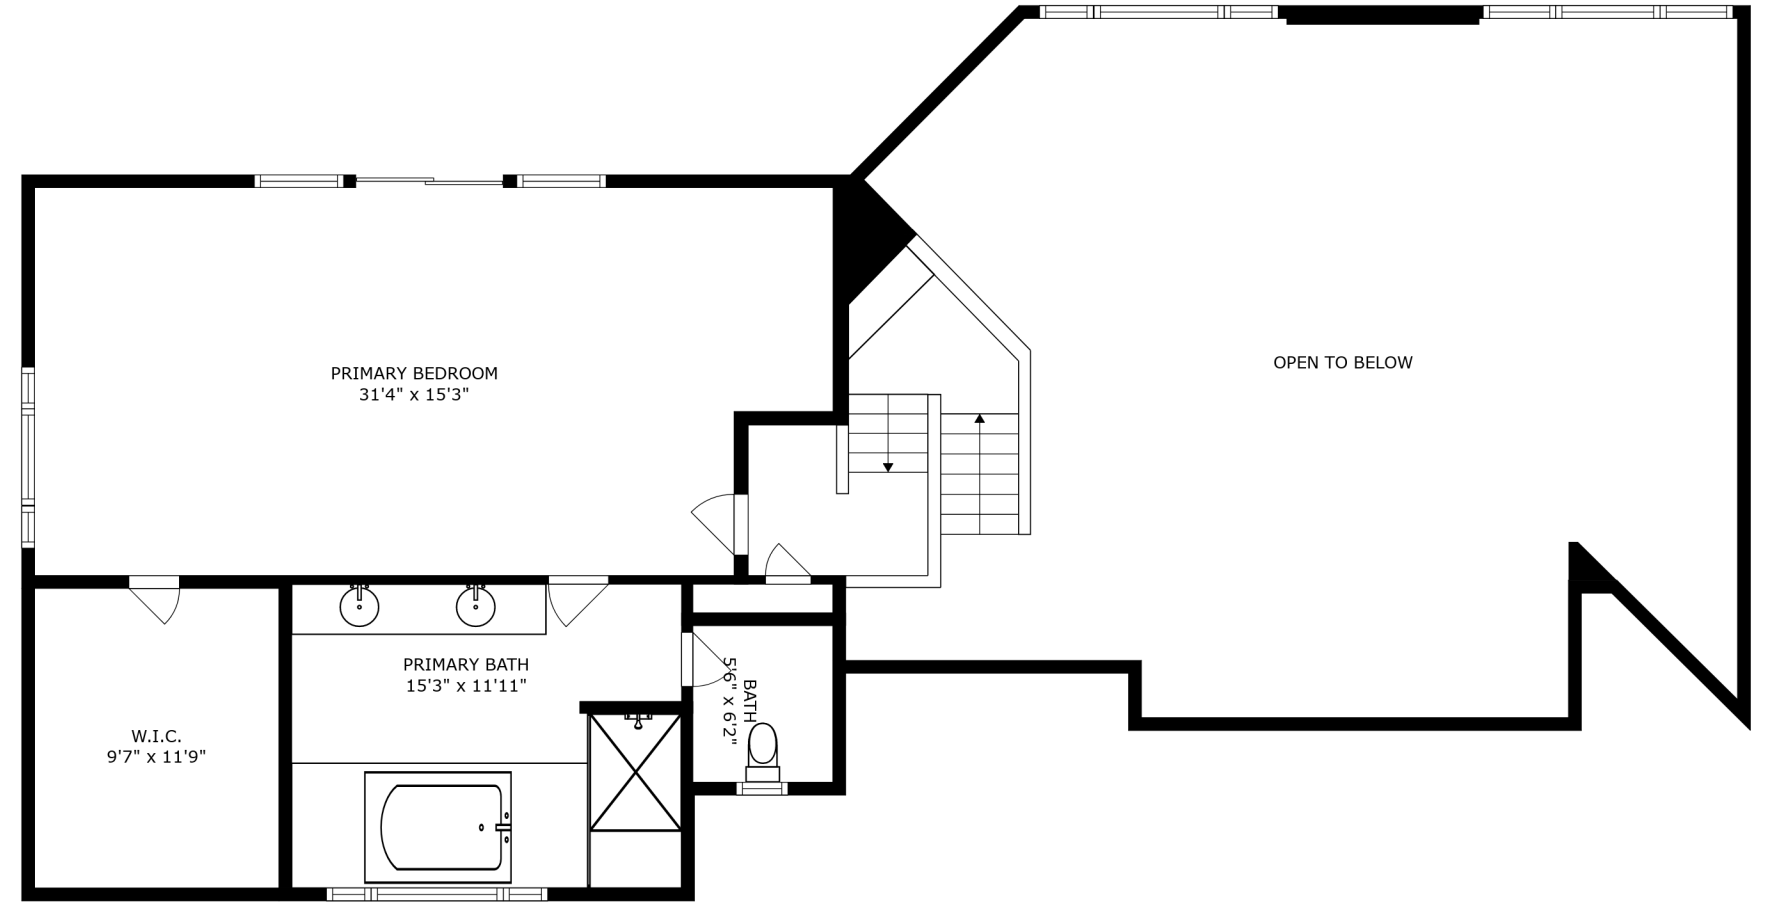 OPEN TO BELOW
PRIMARY BEDROOM
31'4" x 15'3"
PRIMARY BATH
15'3" x 11'11"
BATH
5'6" x 6'2"
W.I.C.
9'7" x 11'9"